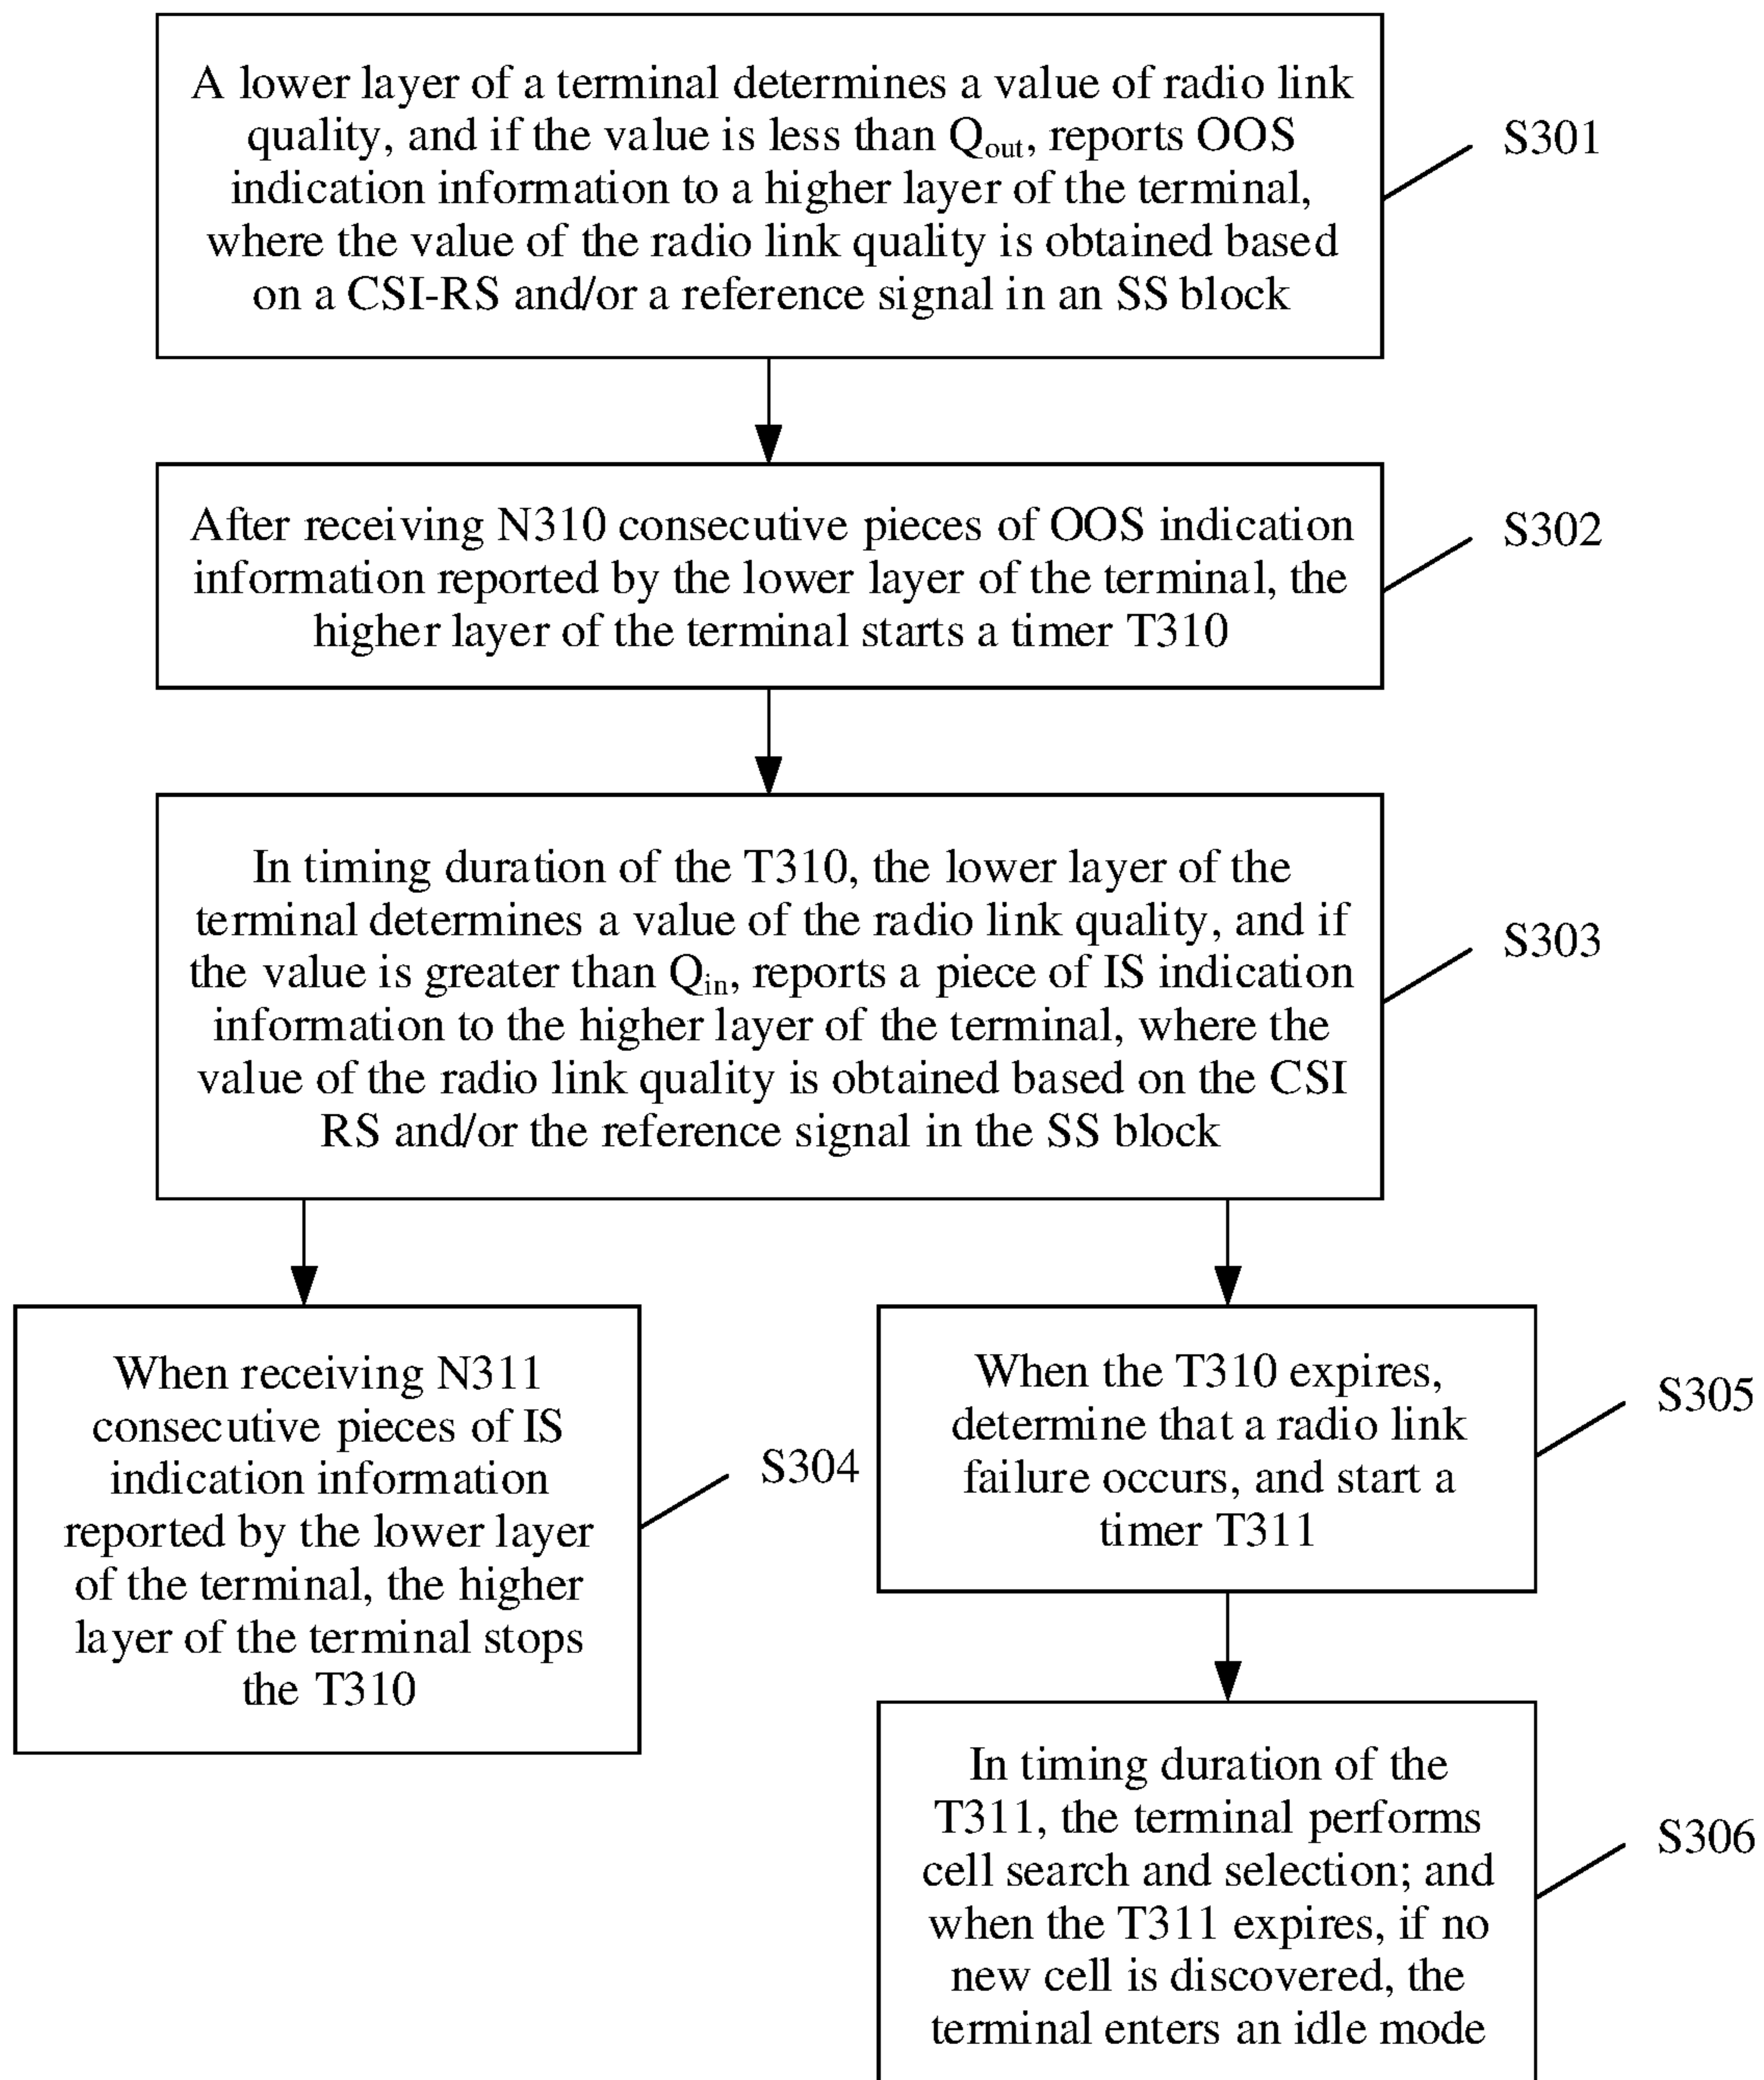 A lower layer of a terminal determines a value of radio link
quality, and if the value is less than Qout, reports OOS
indication information to a higher layer of the terminal,
where the value of the radio link quality is obtained based
on a CSI-RS and/or a reference signal in an SS block
S301
After receiving N310 consecutive pieces of OOS indication
information reported by the lower layer of the terminal, the
higher layer of the terminal starts a timer T310
S302
In timing duration of the T310, the lower layer of the
terminal determines a value of the radio link quality, and if
the value is greater than Qin, reports a piece of IS indication
information to the higher layer of the terminal, where the
value of the radio link quality is obtained based on the CSI
RS and/or the reference signal in the SS block
S303
When receiving N311
consecutive pieces of IS
indication information
reported by the lower layer
of the terminal, the higher
layer of the terminal stops
the T310
S304
When the T310 expires,
determine that a radio link
failure occurs, and start a
timer T311
S305
In timing duration of the
T311, the terminal performs
cell search and selection; and
when the T311 expires, if no
new cell is discovered, the
terminal enters an idle mode
S306